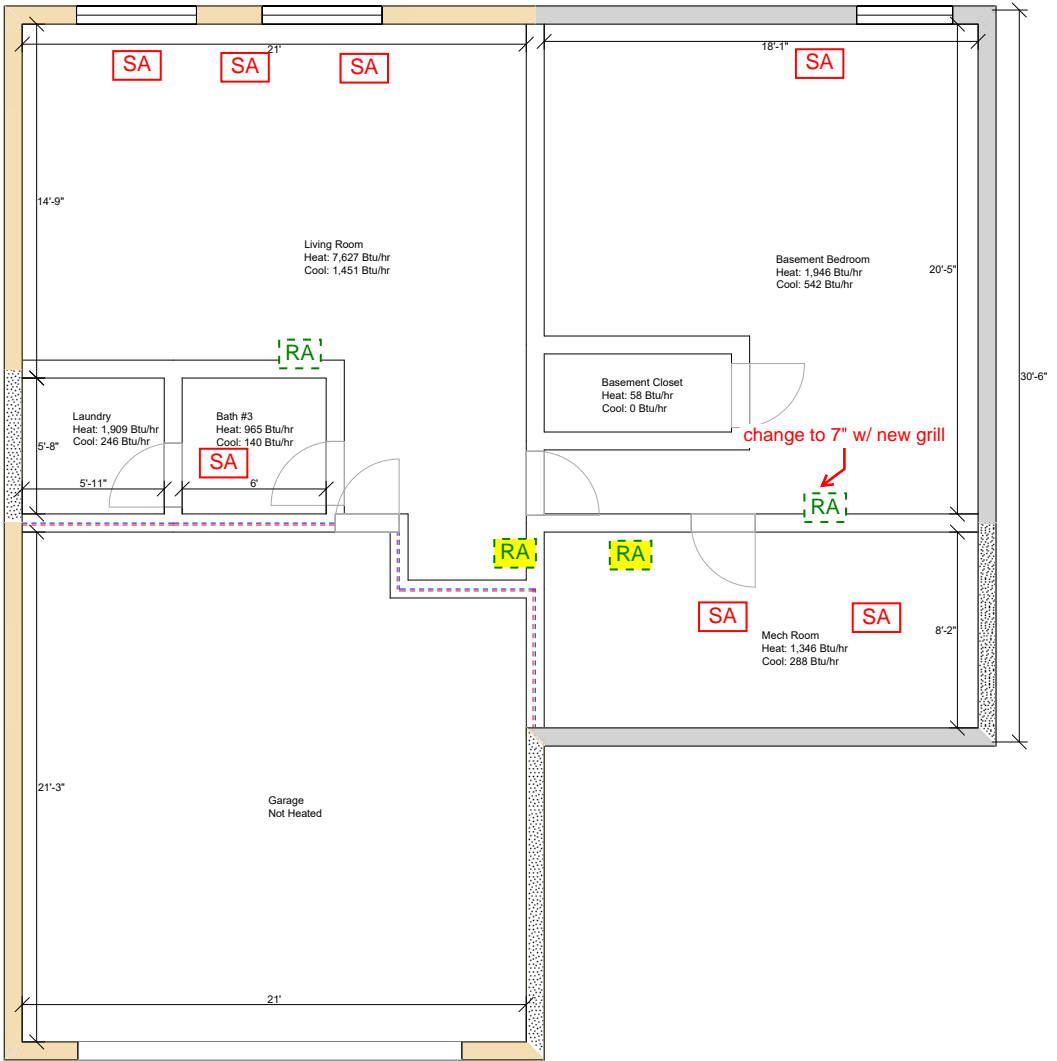 21'
18'-1"
SA
SA
SA
SA
14'-9"
Living Room
Heat: 7,627 Btu/hr
Cool: 1,451 Btu/hr
Basement Bedroom
Heat: 1,946 Btu/hr
Cool: 542 Btu/hr
20'-5"
RA
30'-6"
Basement Closet
Heat: 58 Btu/hr
Cool: 0 Btu/hr
Laundry
Heat: 1,909 Btu/hr
Cool: 246 Btu/hr
Bath #3
Heat: 965 Btu/hr
Cool: 140 Btu/hr
change to 7" w/ new grill
5'-8"
SA
5'-11"
6'
RA
RA
RA
SA
SA
Mech Room
Heat: 1,346 Btu/hr
Cool: 288 Btu/hr
8'-2"
21'-3"
Garage
Not Heated
21'